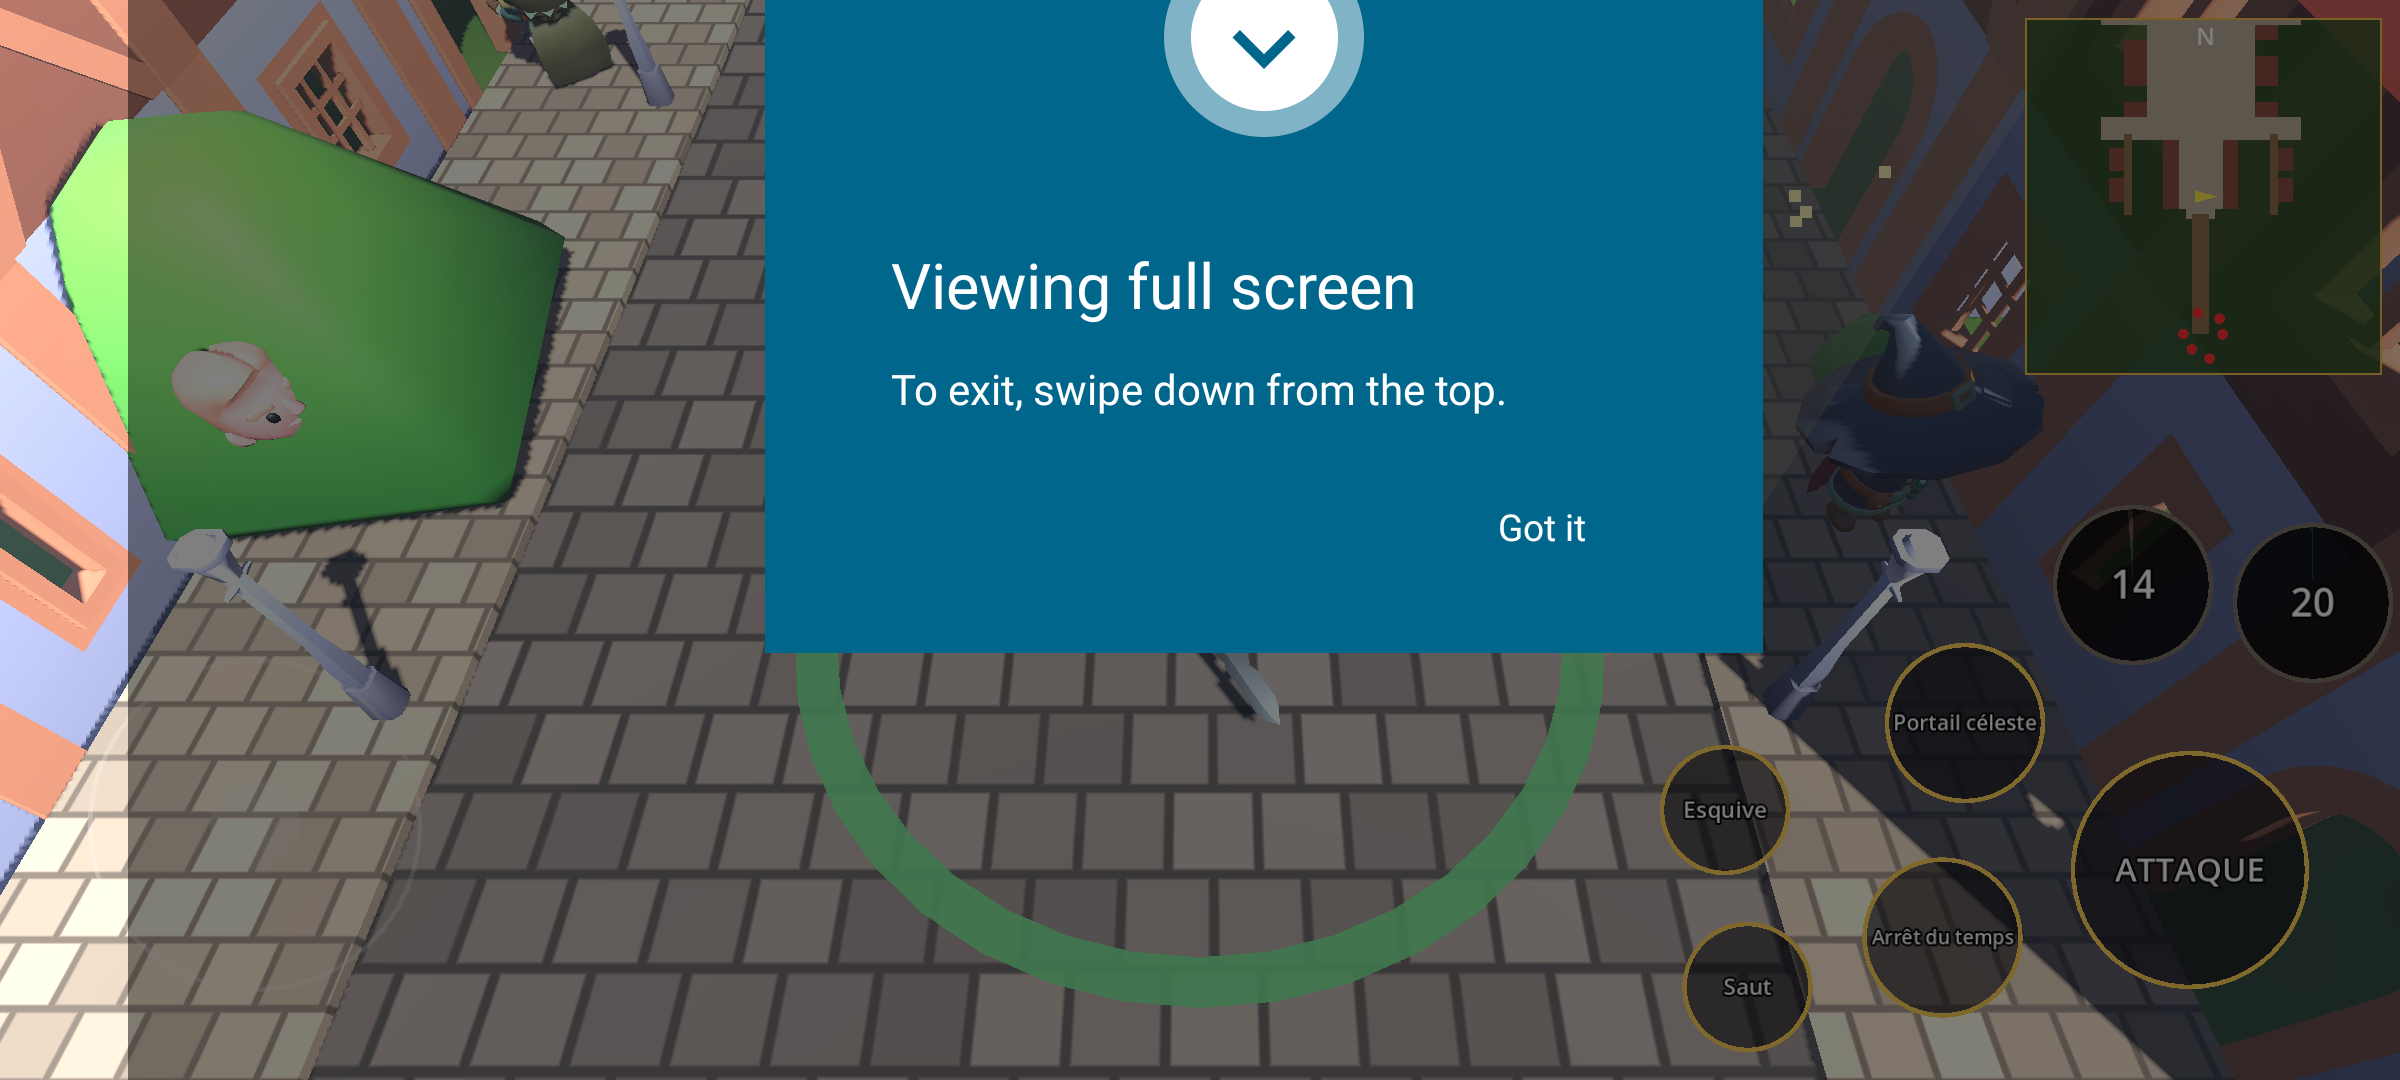 N
Viewing full screen
To exit, swipe down from the top.
Got it
14
20
Portail céleste
Esquive
ATTAQUE
Arrêt du temps
Saut